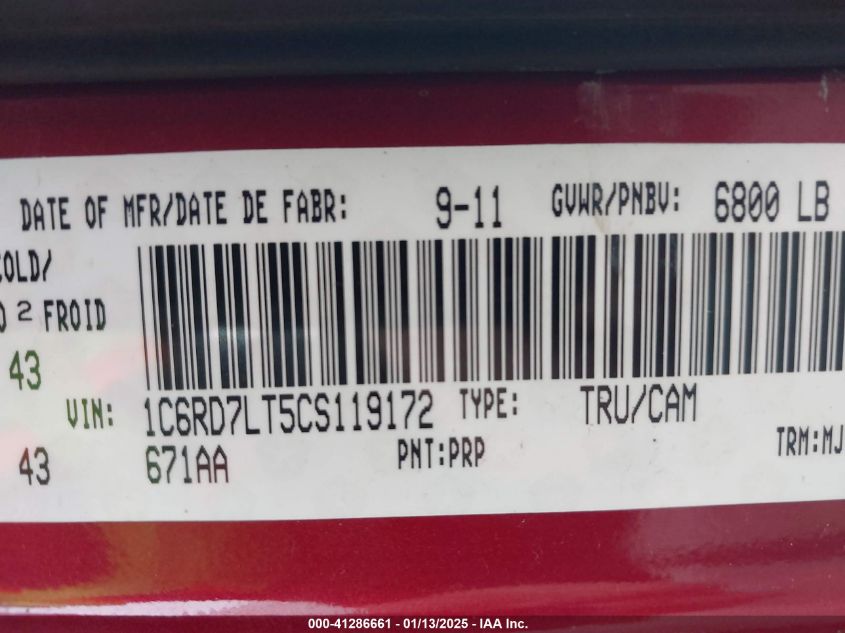 DATE OF MFR/DATE DE FABR: 9-11 GVWR/PNBV: 6800 LB
COLD/
2 FROID
43
VIN: 1C6RD7LT5CS119172 TYPE: TRU/CAM
43 671AA PNT:PRP TRM:MJ
000-41286661 - 01/13/2025 - IAA Inc.